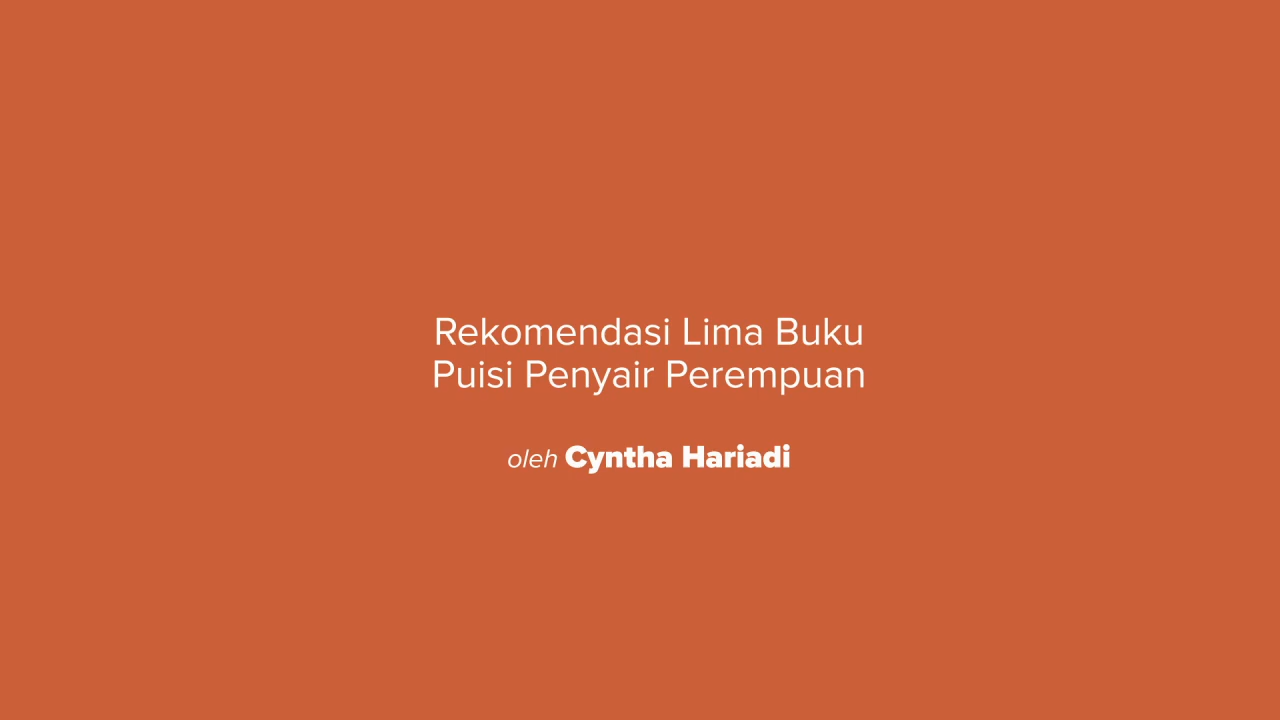 Rekomendasi Lima Buku
Puisi Penyair Perempuan
oleh Cyntha Hariadi